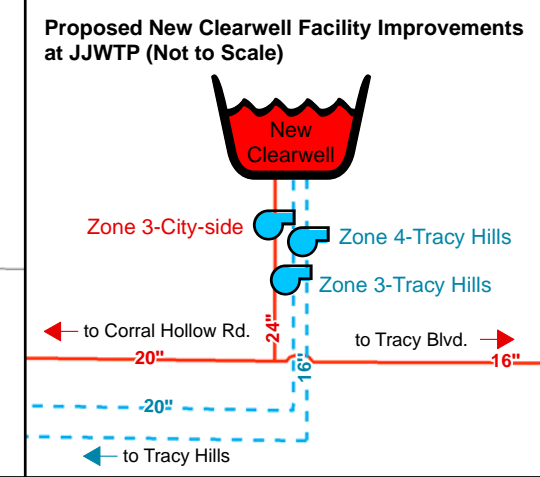 Proposed New Clearwell Facility Improvements
at JJWTP (Not to Scale)
New
Clearwell
Zone 3-City-side
Zone 4-Tracy Hills
Zone 3-Tracy Hills
24"
to Corral Hollow Rd.
to Tracy Blvd.
20"
16"
16"
20"
to Tracy Hills